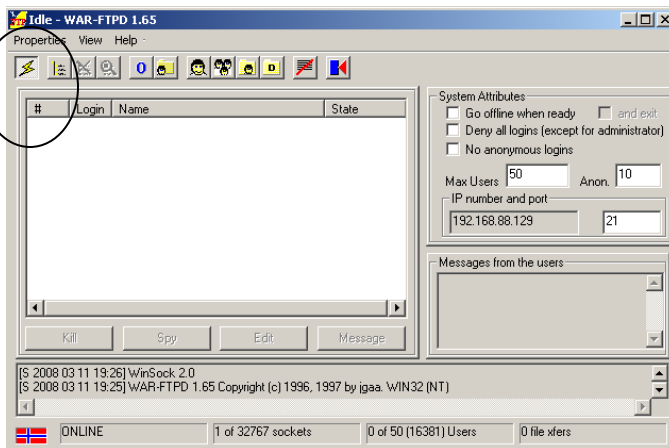 Idle - WAR-FTPD 1.65
Properties View Help
# Login Name State
System Attributes
Go offline when ready and exit
Deny all logins (except for administrator)
No anonymous logins
Max Users 50 Anon. 10
IP number and port
192.168.88.129 21
Messages from the users
Kill Spy Edit Message
[S 2008 03 11 19:26] WinSock 2.0
[S 2008 03 11 19:25] WAR-FTPD 1.65 Copyright (c) 1996, 1997 by jgaa. WIN32 (NT)
ONLINE 1 of 32767 sockets 0 of 50 (16381) Users 0 file xfers